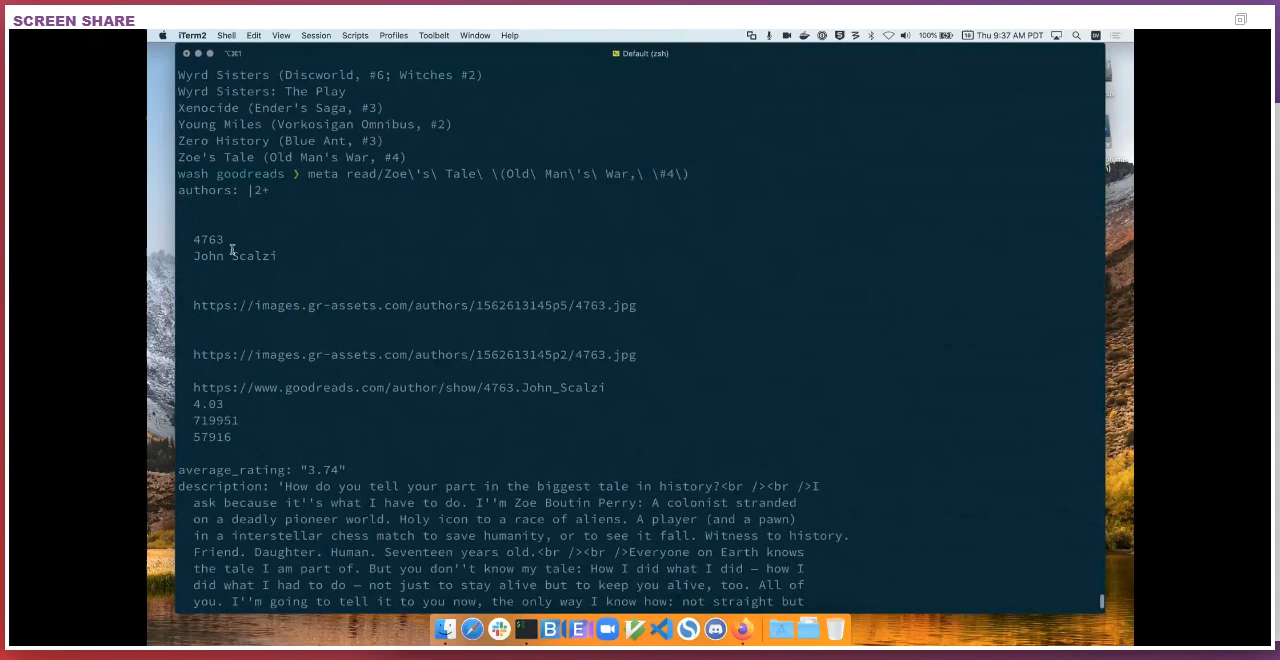 SCREEN SHARE
iTerm2 Shell Edit View Session Scripts Profiles Toolbelt Window Help
100% Thu 9:37 AM PDT
⌥⌘1
Default (zsh)
Wyrd Sisters (Discworld, #6; Witches #2)
Wyrd Sisters: The Play
Xenocide (Ender's Saga, #3)
Young Miles (Vorkosigan Omnibus, #2)
Zero History (Blue Ant, #3)
Zoe's Tale (Old Man's War, #4)
wash goodreads ❯ meta read/Zoe\'s\ Tale\ \(Old\ Man\'s\ War,\ \#4\)
authors: |2+
4763
John Scalzi
https://images.gr-assets.com/authors/1562613145p5/4763.jpg
https://images.gr-assets.com/authors/1562613145p2/4763.jpg
https://www.goodreads.com/author/show/4763.John_Scalzi
4.03
719951
57916
average_rating: "3.74"
description: 'How do you tell your part in the biggest tale in history?<br /><br />I
ask because it''s what I have to do. I''m Zoe Boutin Perry: A colonist stranded
on a deadly pioneer world. Holy icon to a race of aliens. A player (and a pawn)
in a interstellar chess match to save humanity, or to see it fall. Witness to history.
Friend. Daughter. Human. Seventeen years old.<br /><br />Everyone on Earth knows
the tale I am part of. But you don''t know my tale: How I did what I did — how I
did what I had to do — not just to stay alive but to keep you alive, too. All of
you. I''m going to tell it to you now, the only way I know how: not straight but